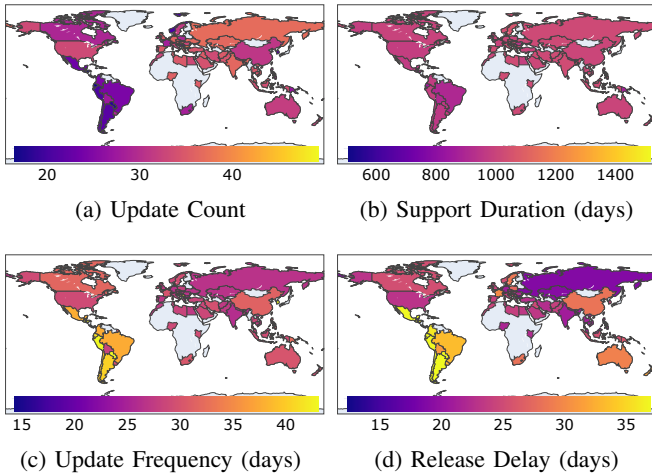 20 30 40
600 800 1000 1200 1400
(a) Update Count (b) Support Duration (days)
15 20 25 30 35 40
15 20 25 30 35
(c) Update Frequency (days) (d) Release Delay (days)